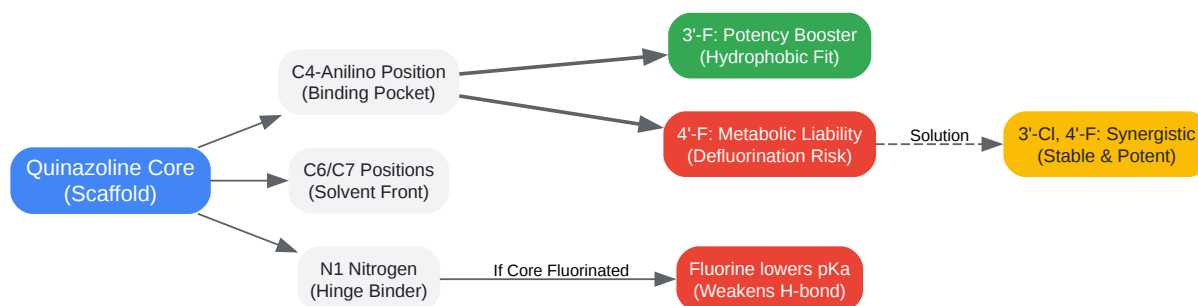 Quinazoline Core
(Scaffold)
C4-Anilino Position
(Binding Pocket)
C6/C7 Positions
(Solvent Front)
N1 Nitrogen
(Hinge Binder)
3'-F: Potency Booster
(Hydrophobic Fit)
4'-F: Metabolic Liability
(Defluorination Risk)
Solution
3'-Cl, 4'-F: Synergistic
(Stable & Potent)
If Core Fluorinated
Fluorine lowers pKa
(Weakens H-bond)